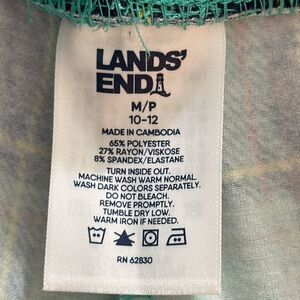 LANDS'
END
M/P
10-12
MADE IN CAMBODIA
65% POLYESTER
27% RAYON/VISKOSE
8% SPANDEX/ELASTANE
TURN INSIDE OUT.
MACHINE WASH WARM NORMAL.
WASH DARK COLORS SEPARATELY.
DO NOT BLEACH.
REMOVE PROMPTLY.
TUMBLE DRY LOW.
WARM IRON IF NEEDED.
RN 62830